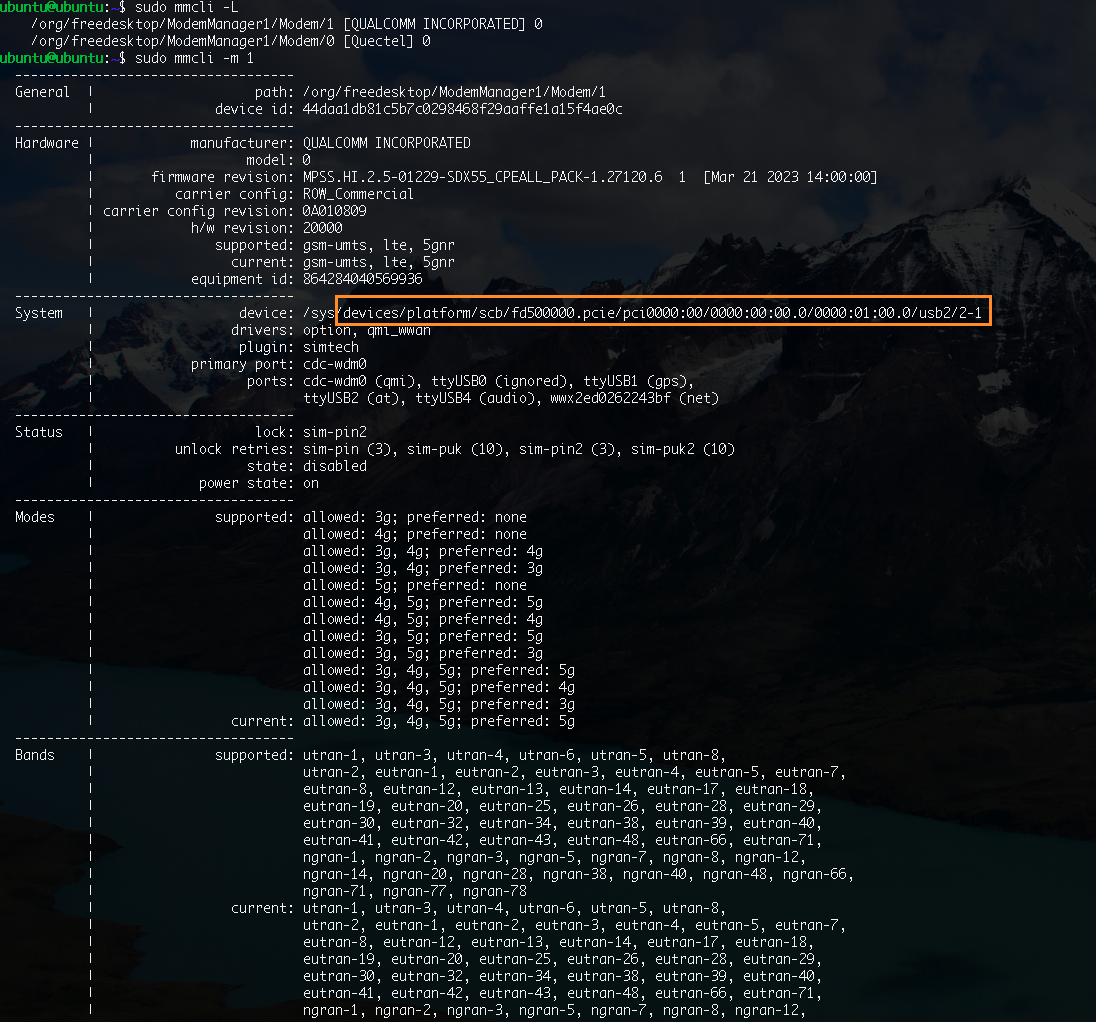 ubuntu@ubuntu:~$ sudo mmcli -L
    /org/freedesktop/ModemManager1/Modem/1 [QUALCOMM INCORPORATED] 0
    /org/freedesktop/ModemManager1/Modem/0 [Quectel] 0
ubuntu@ubuntu:~$ sudo mmcli -m 1
  -----------------------------------
  General  |                    path: /org/freedesktop/ModemManager1/Modem/1
           |               device id: 44daa1db81c5b7c0298468f29aaffe1a15f4ae0c
  -----------------------------------
  Hardware |            manufacturer: QUALCOMM INCORPORATED
           |                   model: 0
           |       firmware revision: MPSS.HI.2.5-01229-SDX55_CPEALL_PACK-1.27120.6  1  [Mar 21 2023 14:00:00]
           |          carrier config: ROW_Commercial
           | carrier config revision: 0A010809
           |            h/w revision: 20000
           |               supported: gsm-umts, lte, 5gnr
           |                 current: gsm-umts, lte, 5gnr
           |            equipment id: 864284040569936
  -----------------------------------
  System   |                  device: /sys/devices/platform/scb/fd500000.pcie/pci0000:00/0000:00:00.0/0000:01:00.0/usb2/2-1
           |                 drivers: option, qmi_wwan
           |                  plugin: simtech
           |            primary port: cdc-wdm0
           |                   ports: cdc-wdm0 (qmi), ttyUSB0 (ignored), ttyUSB1 (gps),
           |                          ttyUSB2 (at), ttyUSB4 (audio), wwx2ed0262243bf (net)
  -----------------------------------
  Status   |                    lock: sim-pin2
           |          unlock retries: sim-pin (3), sim-puk (10), sim-pin2 (3), sim-puk2 (10)
           |                   state: disabled
           |             power state: on
  -----------------------------------
  Modes    |               supported: allowed: 3g; preferred: none
           |                          allowed: 4g; preferred: none
           |                          allowed: 3g, 4g; preferred: 4g
           |                          allowed: 3g, 4g; preferred: 3g
           |                          allowed: 5g; preferred: none
           |                          allowed: 4g, 5g; preferred: 5g
           |                          allowed: 4g, 5g; preferred: 4g
           |                          allowed: 3g, 5g; preferred: 5g
           |                          allowed: 3g, 5g; preferred: 3g
           |                          allowed: 3g, 4g, 5g; preferred: 5g
           |                          allowed: 3g, 4g, 5g; preferred: 4g
           |                          allowed: 3g, 4g, 5g; preferred: 3g
           |                 current: allowed: 3g, 4g, 5g; preferred: 5g
  -----------------------------------
  Bands    |               supported: utran-1, utran-3, utran-4, utran-6, utran-5, utran-8,
           |                          utran-2, eutran-1, eutran-2, eutran-3, eutran-4, eutran-5, eutran-7,
           |                          eutran-8, eutran-12, eutran-13, eutran-14, eutran-17, eutran-18,
           |                          eutran-19, eutran-20, eutran-25, eutran-26, eutran-28, eutran-29,
           |                          eutran-30, eutran-32, eutran-34, eutran-38, eutran-39, eutran-40,
           |                          eutran-41, eutran-42, eutran-43, eutran-48, eutran-66, eutran-71,
           |                          ngran-1, ngran-2, ngran-3, ngran-5, ngran-7, ngran-8, ngran-12,
           |                          ngran-14, ngran-20, ngran-28, ngran-38, ngran-40, ngran-48, ngran-66,
           |                          ngran-71, ngran-77, ngran-78
           |                 current: utran-1, utran-3, utran-4, utran-6, utran-5, utran-8,
           |                          utran-2, eutran-1, eutran-2, eutran-3, eutran-4, eutran-5, eutran-7,
           |                          eutran-8, eutran-12, eutran-13, eutran-14, eutran-17, eutran-18,
           |                          eutran-19, eutran-20, eutran-25, eutran-26, eutran-28, eutran-29,
           |                          eutran-30, eutran-32, eutran-34, eutran-38, eutran-39, eutran-40,
           |                          eutran-41, eutran-42, eutran-43, eutran-48, eutran-66, eutran-71,
           |                          ngran-1, ngran-2, ngran-3, ngran-5, ngran-7, ngran-8, ngran-12,